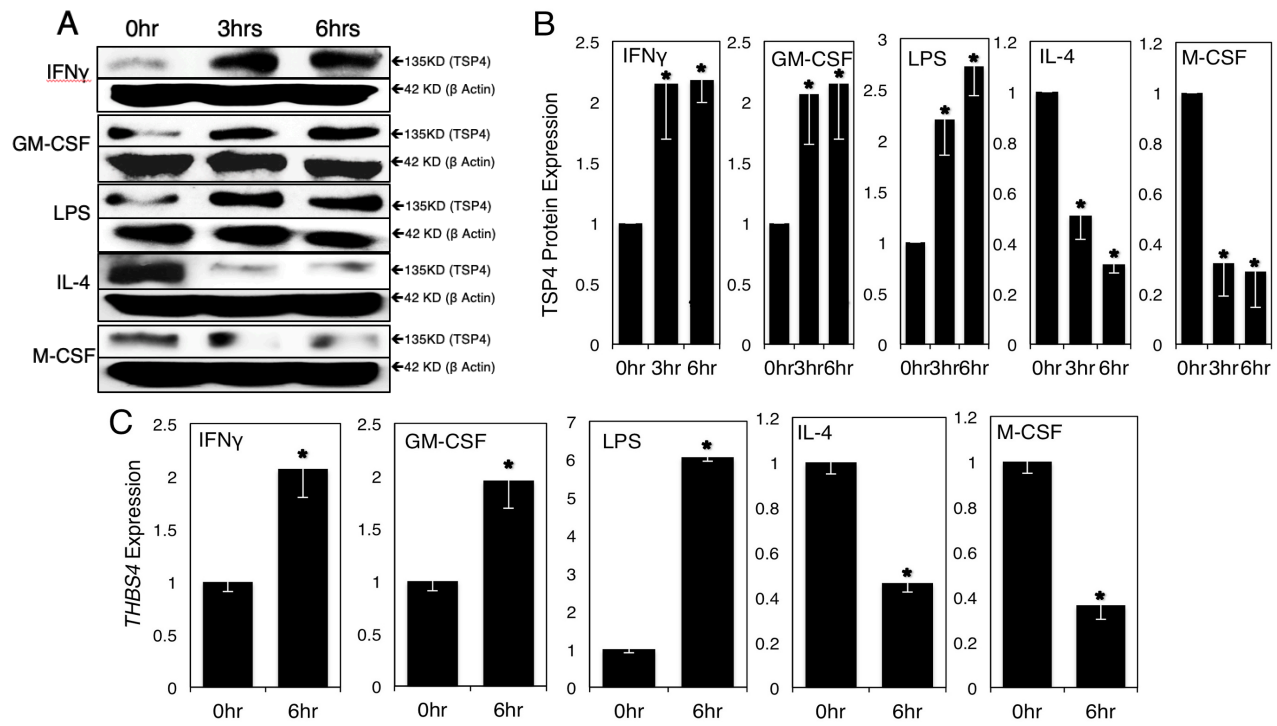 A
0hr 3hrs 6hrs
IFNγ
←135KD (TSP4)
←42 KD (β Actin)
GM-CSF
←135KD (TSP4)
←42 KD (β Actin)
LPS
←135KD (TSP4)
←42 KD (β Actin)
IL-4
←135KD (TSP4)
←42 KD (β Actin)
M-CSF
←135KD (TSP4)
←42 KD (β Actin)
B
TSP4 Protein Expression
IFNγ
2.5
2
1.5
1
0.5
0
* *
0hr 3hr 6hr
GM-CSF
2.5
2
1.5
1
0.5
0
* *
0hr3hr6hr
LPS
3
2.5
2
1.5
1
0.5
0
* *
0hr3hr6hr
IL-4
1.2
1
0.8
0.6
0.4
0.2
0
* *
0hr 3hr 6hr
M-CSF
1.2
1
0.8
0.6
0.4
0.2
0
* *
0hr 3hr6hr
C
THBS4 Expression
IFNγ
2.5
2
1.5
1
0.5
0
*
0hr 6hr
GM-CSF
2.5
2
1.5
1
0.5
0
*
0hr 6hr
LPS
7
6
5
4
3
2
1
0
*
0hr 6hr
IL-4
1.2
1
0.8
0.6
0.4
0.2
0
*
0hr 6hr
M-CSF
1.2
1
0.8
0.6
0.4
0.2
0
*
0hr 6hr